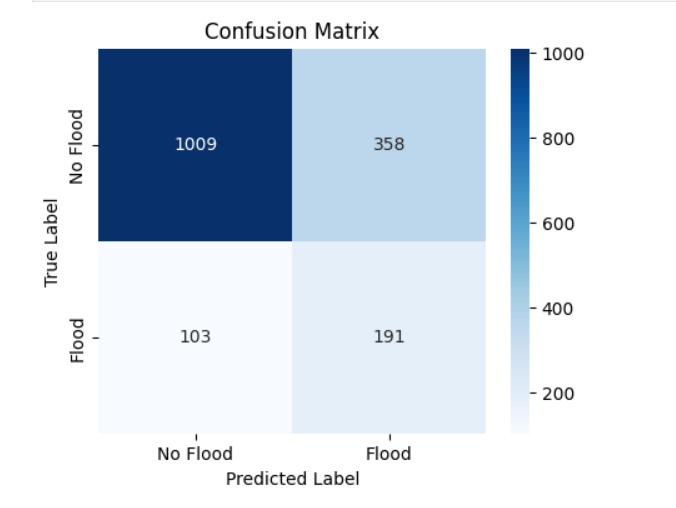 Confusion Matrix
True Label
No Flood
1009
358
Flood
103
191
No Flood
Flood
Predicted Label
1000
800
600
400
200